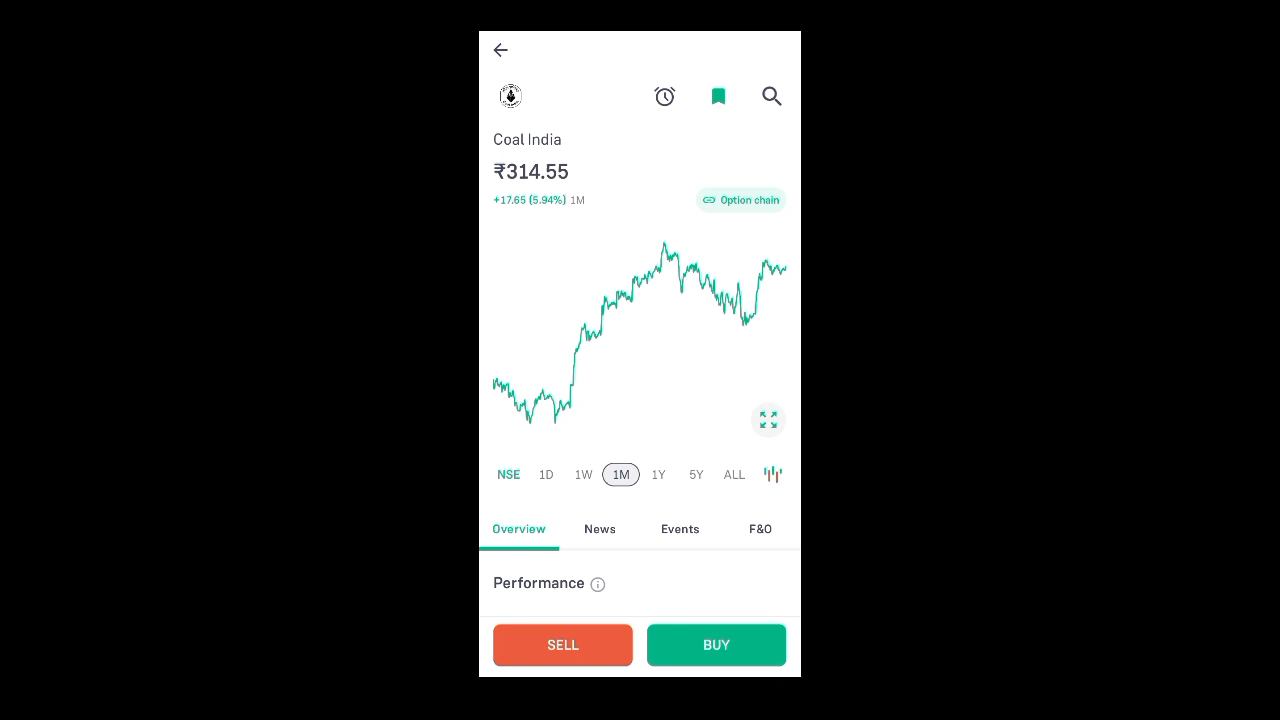 Coal India
₹314.55
+17.65 (5.94%) 1M
Option chain
NSE 1D 1W 1M 1Y 5Y ALL
Overview News Events F&O
Performance
SELL BUY